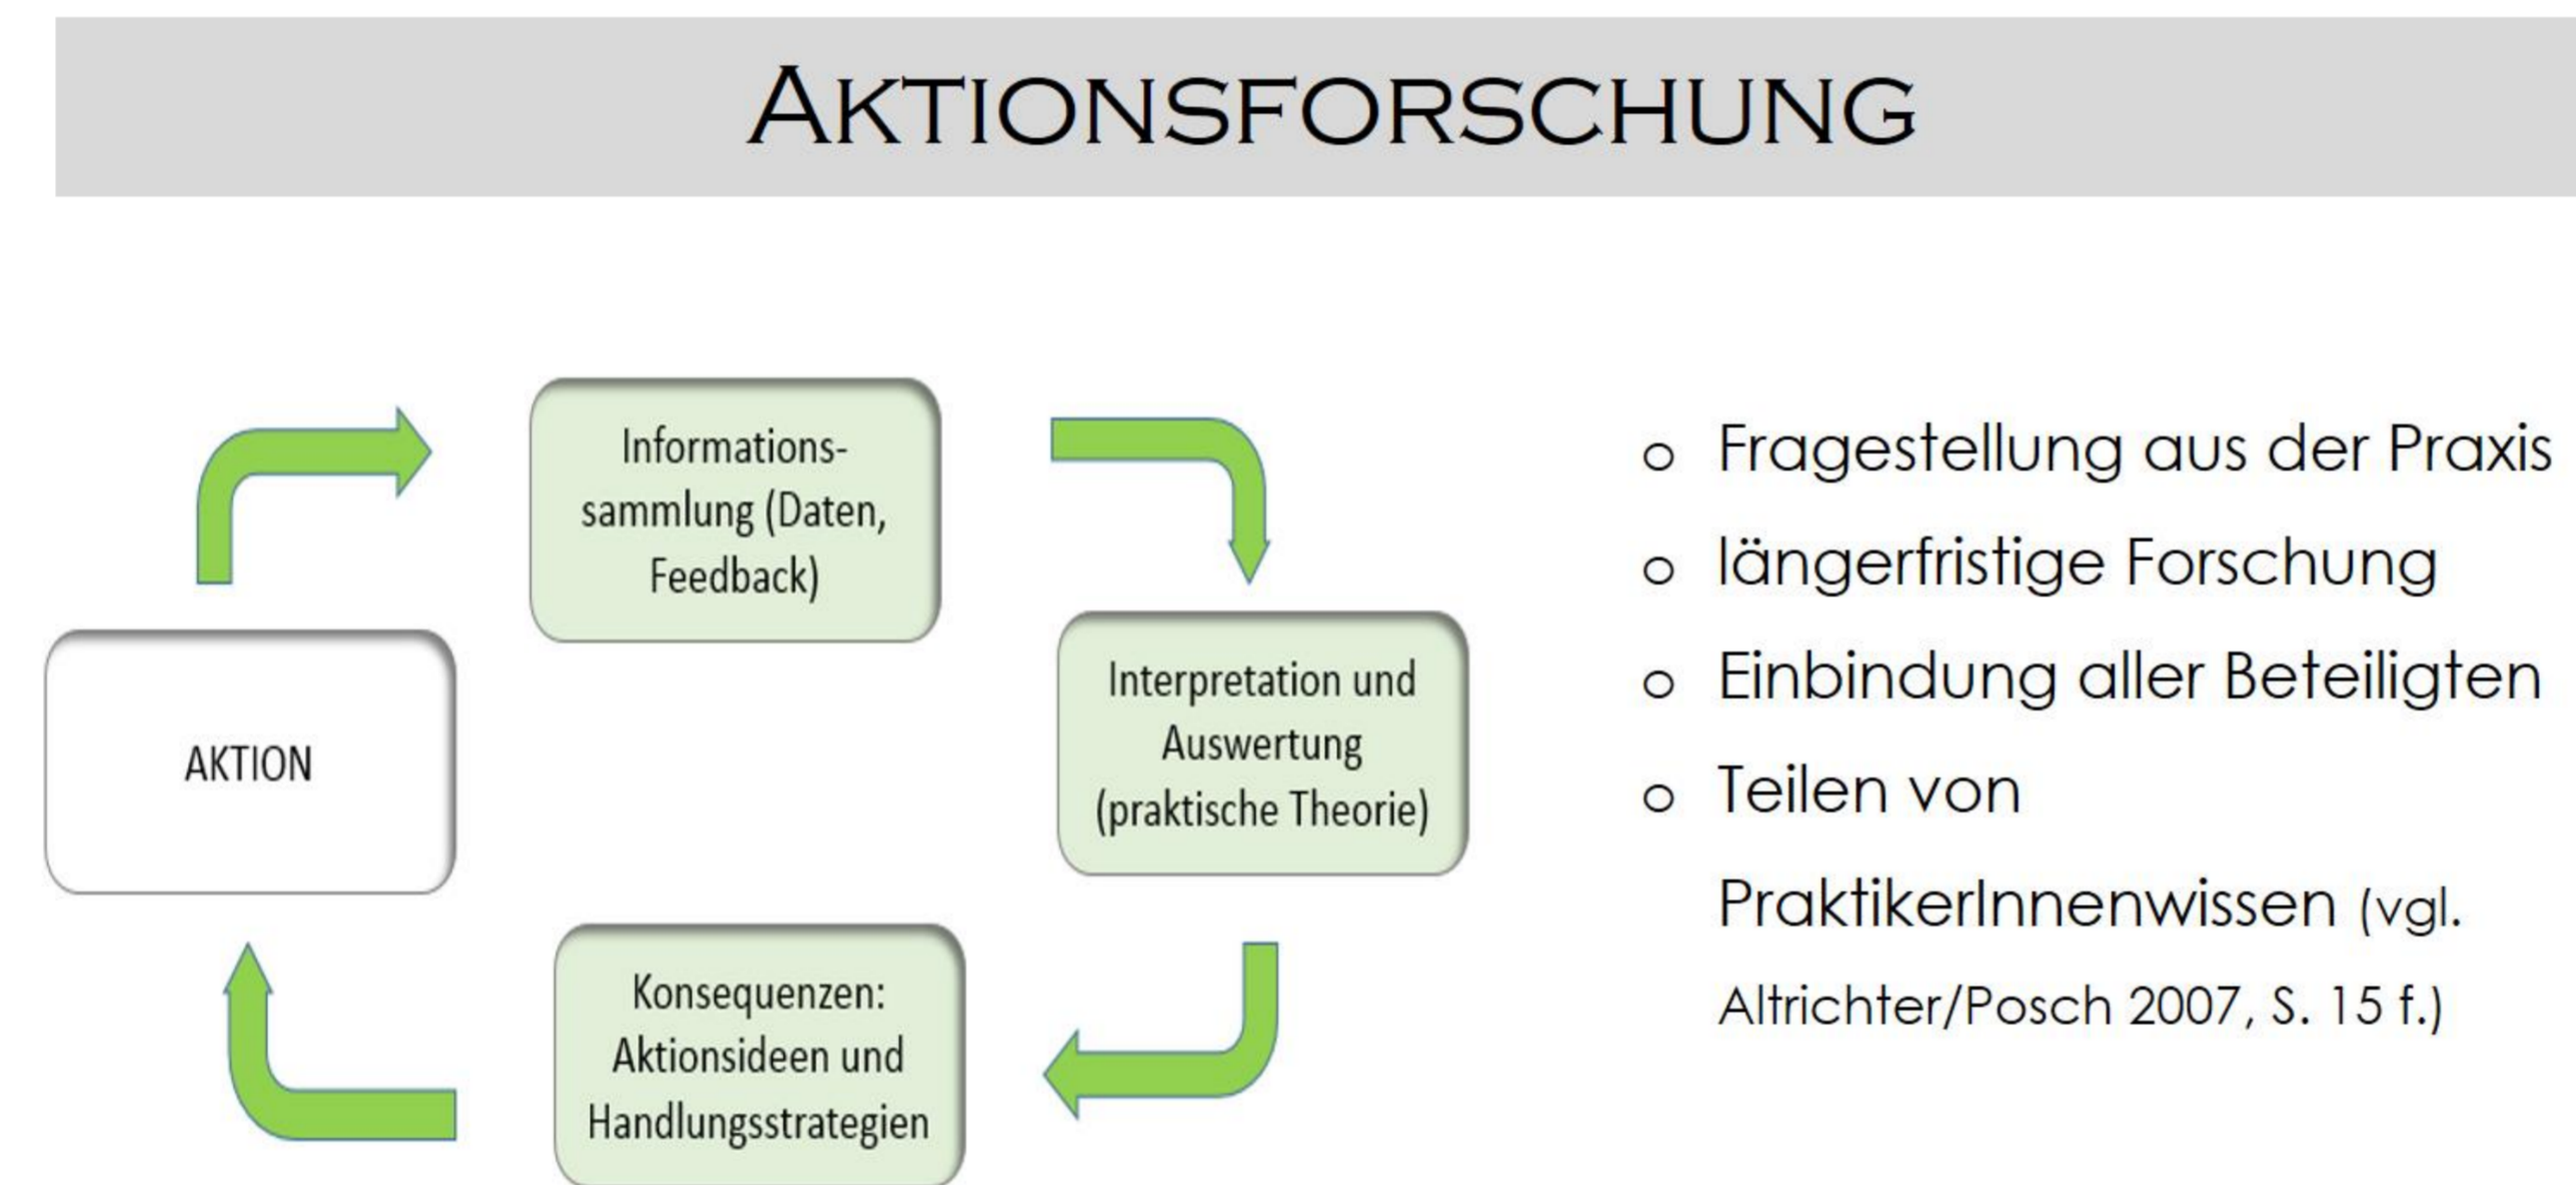 AKTIONSFORSCHUNG
Informations-
sammlung (Daten,
Feedback)
Interpretation und
Auswertung
(praktische Theorie)
AKTION
Konsequenzen:
Aktionsideen und
Handlungsstrategien
o Fragestellung aus der Praxis
o längerfristige Forschung
o Einbindung aller Beteiligten
o Teilen von
PraktikerInnenwissen (vgl.
Altrichter/Posch 2007, S. 15 f.)